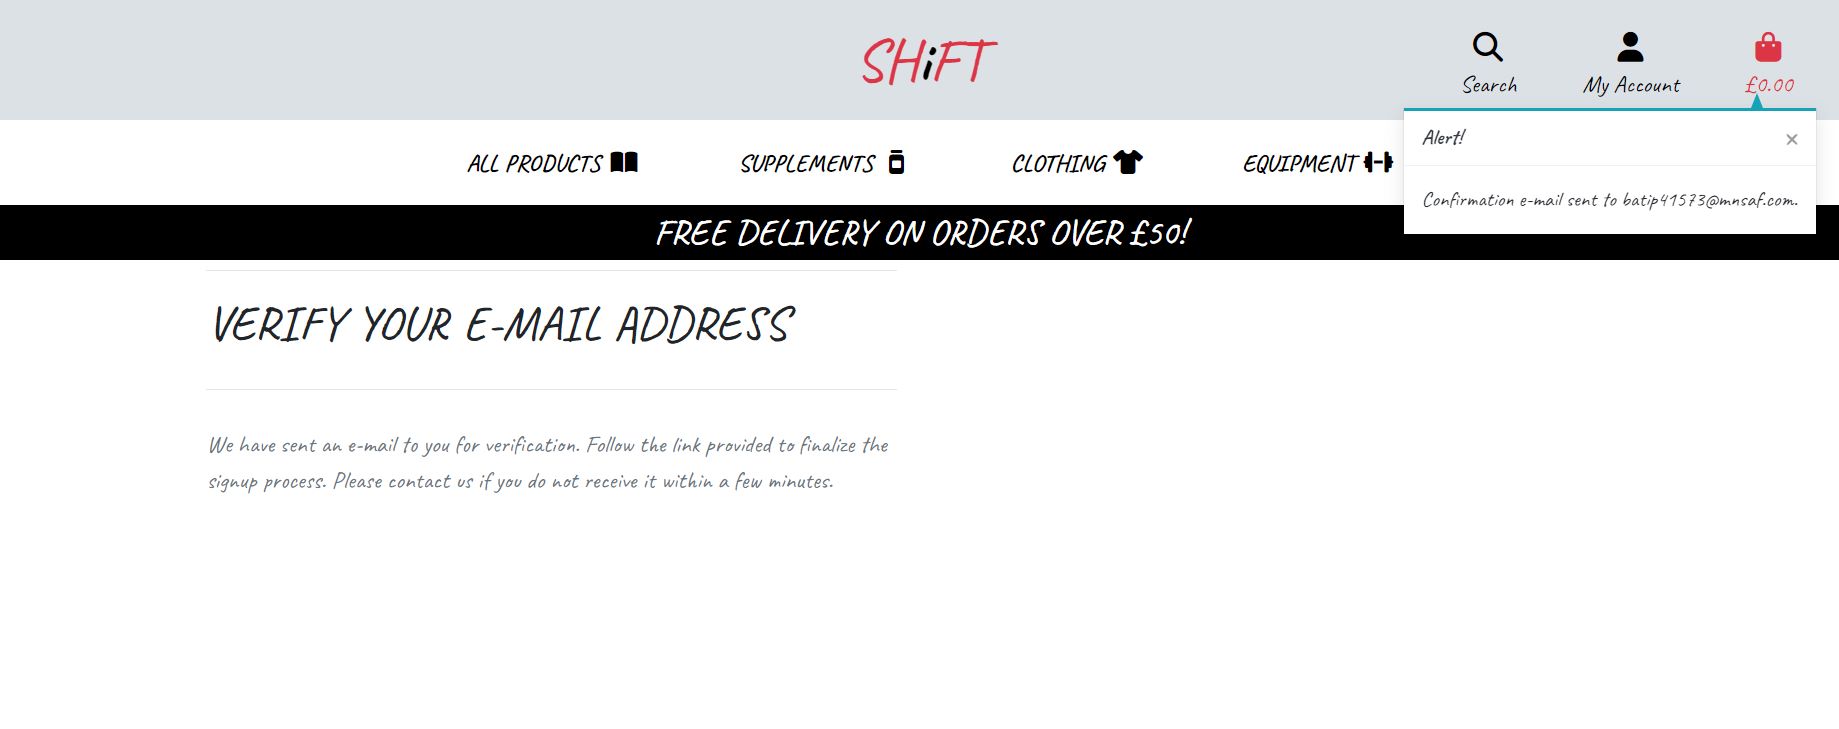 SHiFT
Search
My Account
£0.00
Alert!
×
Confirmation e-mail sent to batip41573@mnsaf.com.
ALL PRODUCTS
SUPPLEMENTS
CLOTHING
EQUIPMENT
FREE DELIVERY ON ORDERS OVER £50!
VERIFY YOUR E-MAIL ADDRESS
We have sent an e-mail to you for verification. Follow the link provided to finalize the
signup process. Please contact us if you do not receive it within a few minutes.